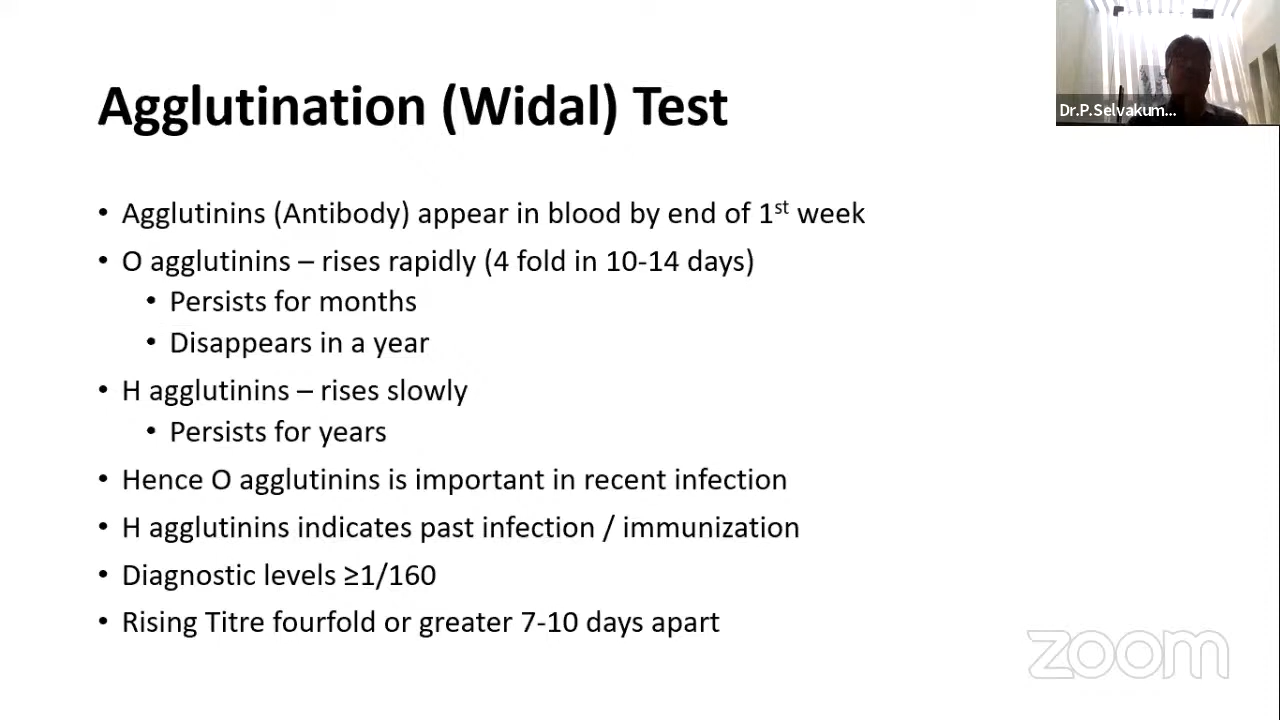 Dr.P.Selvakum...
Agglutination (Widal) Test
• Agglutinins (Antibody) appear in blood by end of 1st week
• O agglutinins – rises rapidly (4 fold in 10-14 days)
• Persists for months
• Disappears in a year
• H agglutinins – rises slowly
• Persists for years
• Hence O agglutinins is important in recent infection
• H agglutinins indicates past infection / immunization
• Diagnostic levels ≥1/160
• Rising Titre fourfold or greater 7-10 days apart
zoom